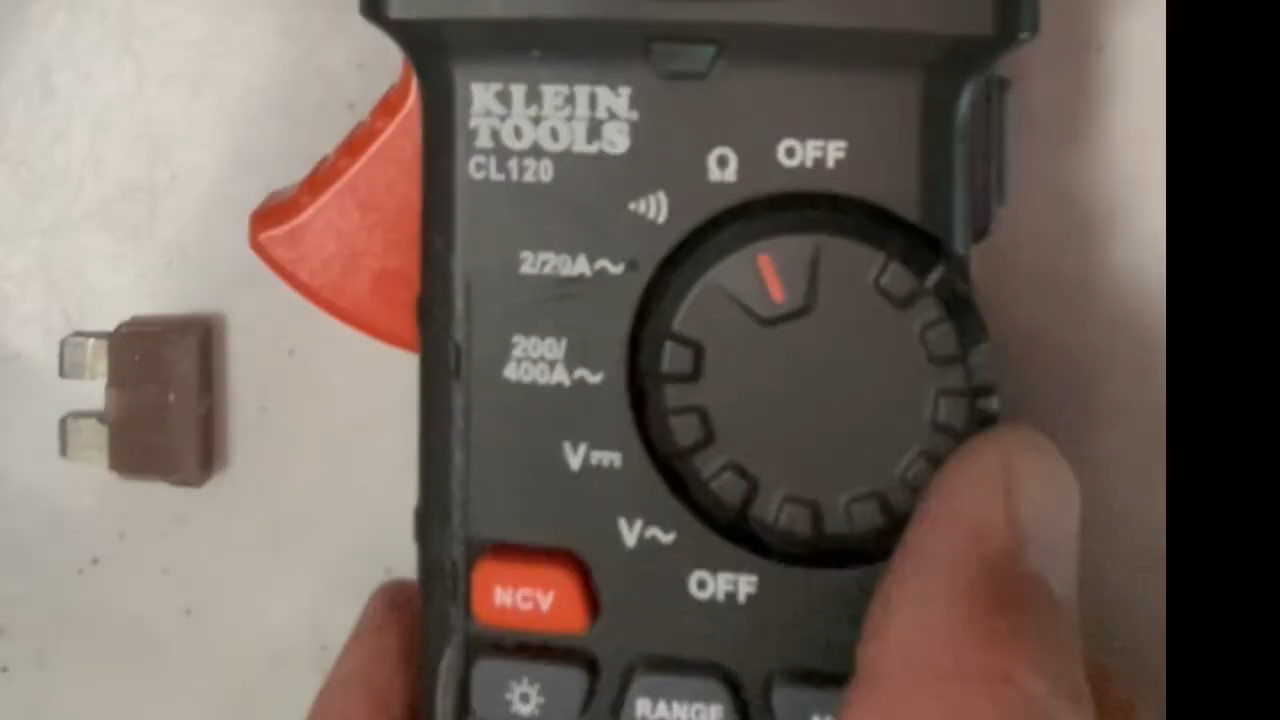 KLEIN
TOOLS
CL120
Ω OFF
2/20A~
200/
400A~
V⎓
V~
OFF
NCV
RANGE